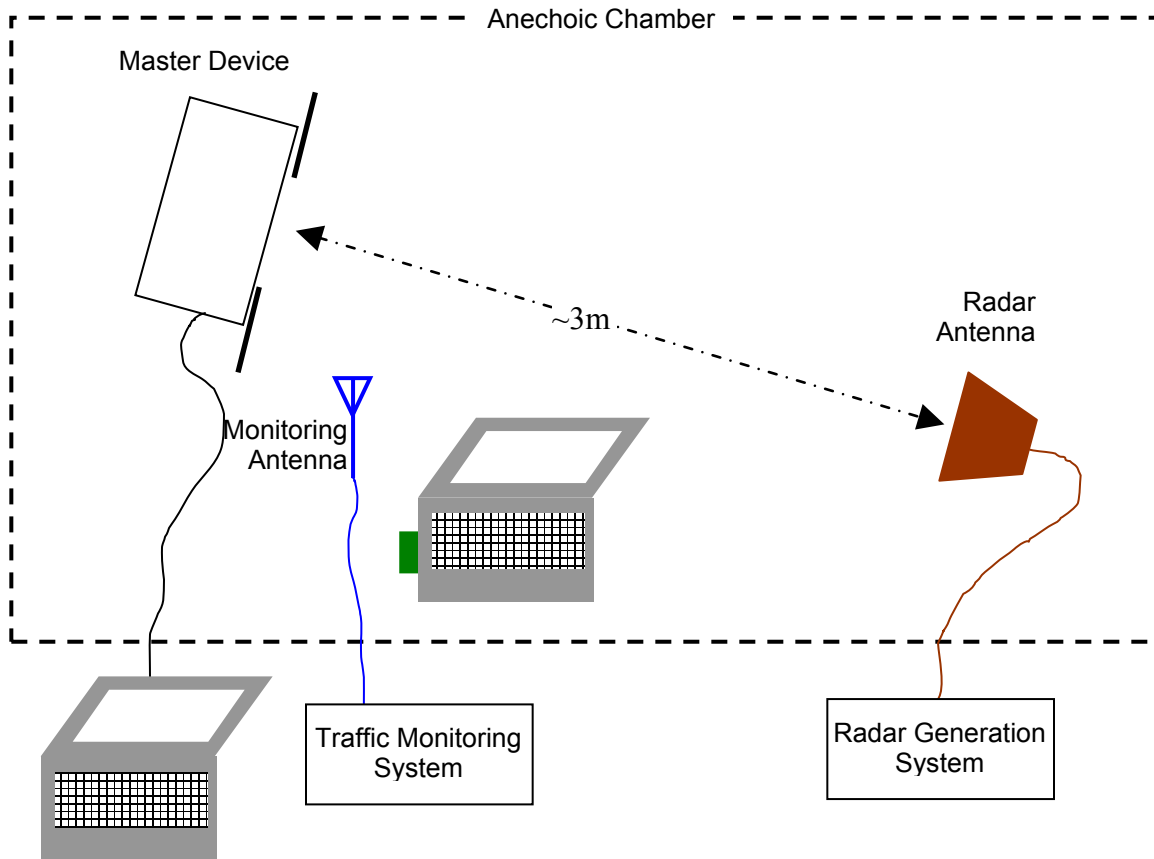 Anechoic Chamber
Master Device
~3m
Radar
Antenna
Monitoring
Antenna
Traffic Monitoring
System
Radar Generation
System